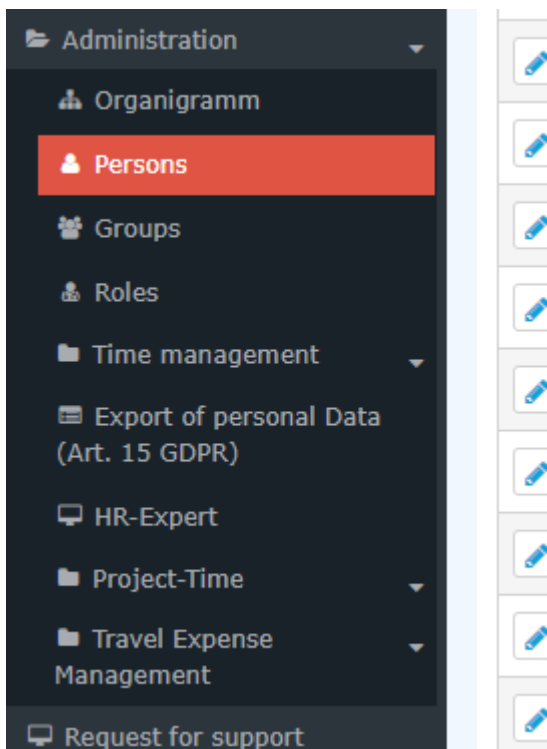 Administration
Organigramm
Persons
Groups
Roles
Time management
Export of personal Data
(Art. 15 GDPR)
HR-Expert
Project-Time
Travel Expense
Management
Request for support